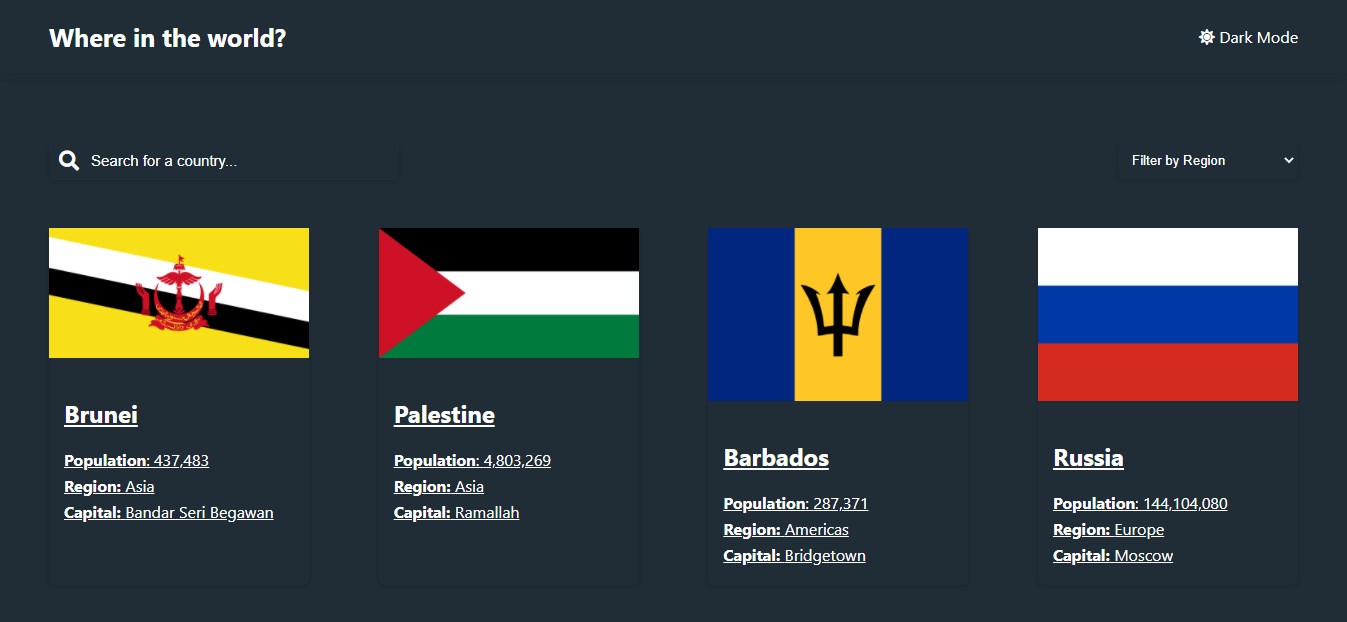 Where in the world?
Dark Mode
Search for a country...
Filter by Region
Brunei
Population: 437,483
Region: Asia
Capital: Bandar Seri Begawan
Palestine
Population: 4,803,269
Region: Asia
Capital: Ramallah
Barbados
Population: 287,371
Region: Americas
Capital: Bridgetown
Russia
Population: 144,104,080
Region: Europe
Capital: Moscow